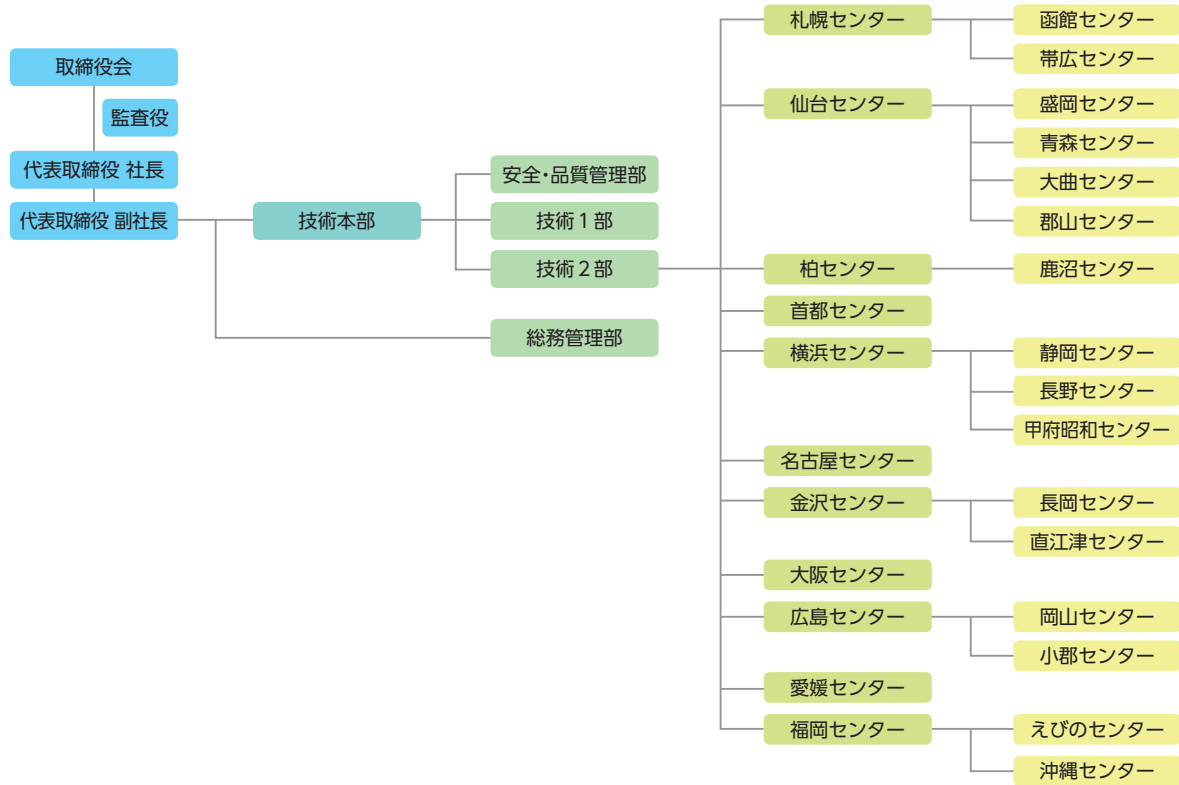 取締役会
監査役
代表取締役 社長
代表取締役 副社長
技術本部
安全・品質管理部
技術1部
技術2部
総務管理部
札幌センター
函館センター
帯広センター
仙台センター
盛岡センター
青森センター
大曲センター
郡山センター
柏センター
鹿沼センター
首都センター
横浜センター
静岡センター
長野センター
甲府昭和センター
名古屋センター
金沢センター
長岡センター
直江津センター
大阪センター
広島センター
岡山センター
小郡センター
愛媛センター
福岡センター
えびのセンター
沖縄センター